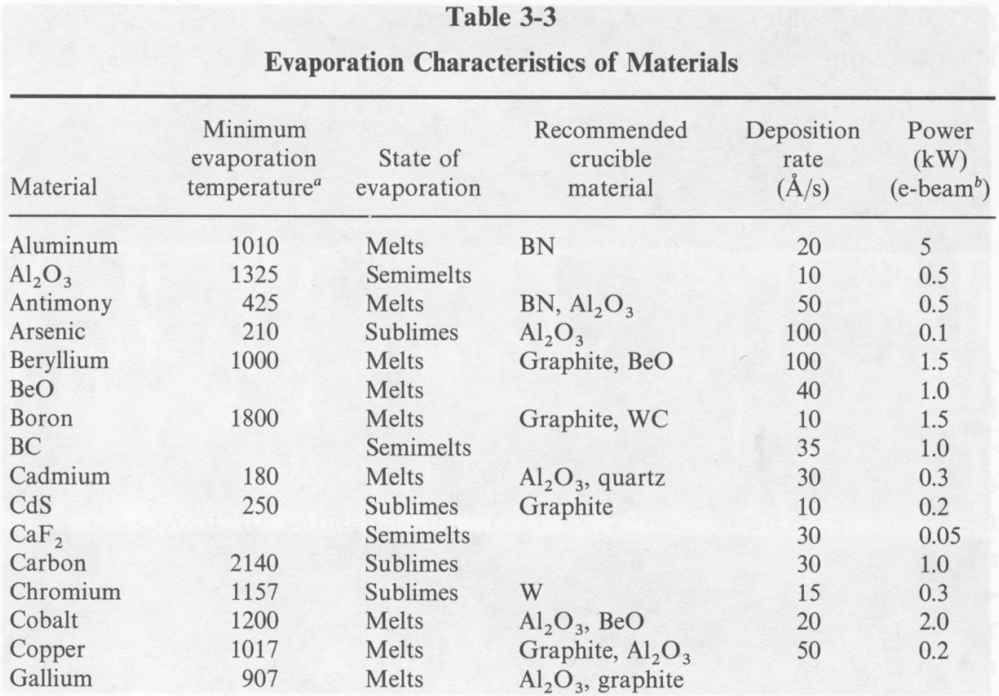 Table 3-3
Evaporation Characteristics of Materials
Minimum Recommended Deposition Power
evaporation State of crucible rate (kW)
Material temperatureᵃ evaporation material (Å/s) (e-beamᵇ)
Aluminum 1010 Melts BN 20 5
Al₂O₃ 1325 Semimelts 10 0.5
Antimony 425 Melts BN, Al₂O₃ 50 0.5
Arsenic 210 Sublimes Al₂O₃ 100 0.1
Beryllium 1000 Melts Graphite, BeO 100 1.5
BeO Melts 40 1.0
Boron 1800 Melts Graphite, WC 10 1.5
BC Semimelts 35 1.0
Cadmium 180 Melts Al₂O₃, quartz 30 0.3
CdS 250 Sublimes Graphite 10 0.2
CaF₂ Semimelts 30 0.05
Carbon 2140 Sublimes 30 1.0
Chromium 1157 Sublimes W 15 0.3
Cobalt 1200 Melts Al₂O₃, BeO 20 2.0
Copper 1017 Melts Graphite, Al₂O₃ 50 0.2
Gallium 907 Melts Al₂O₃, graphite